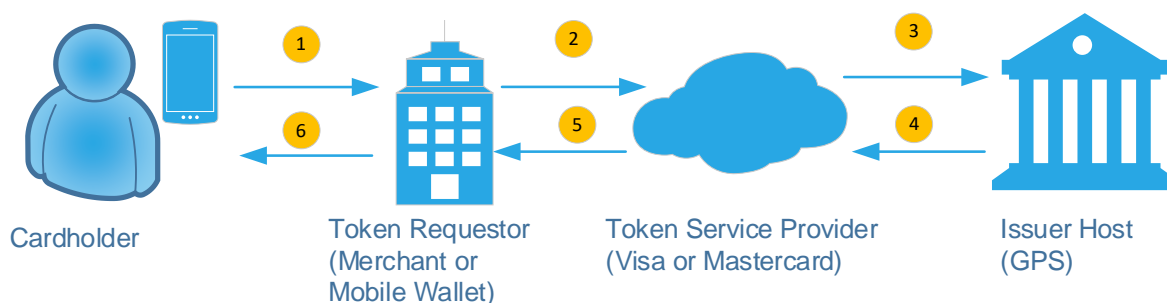 1
2
3
6
5
4
Cardholder
Token Requestor
(Merchant or
Mobile Wallet)
Token Service Provider
(Visa or Mastercard)
Issuer Host
(GPS)